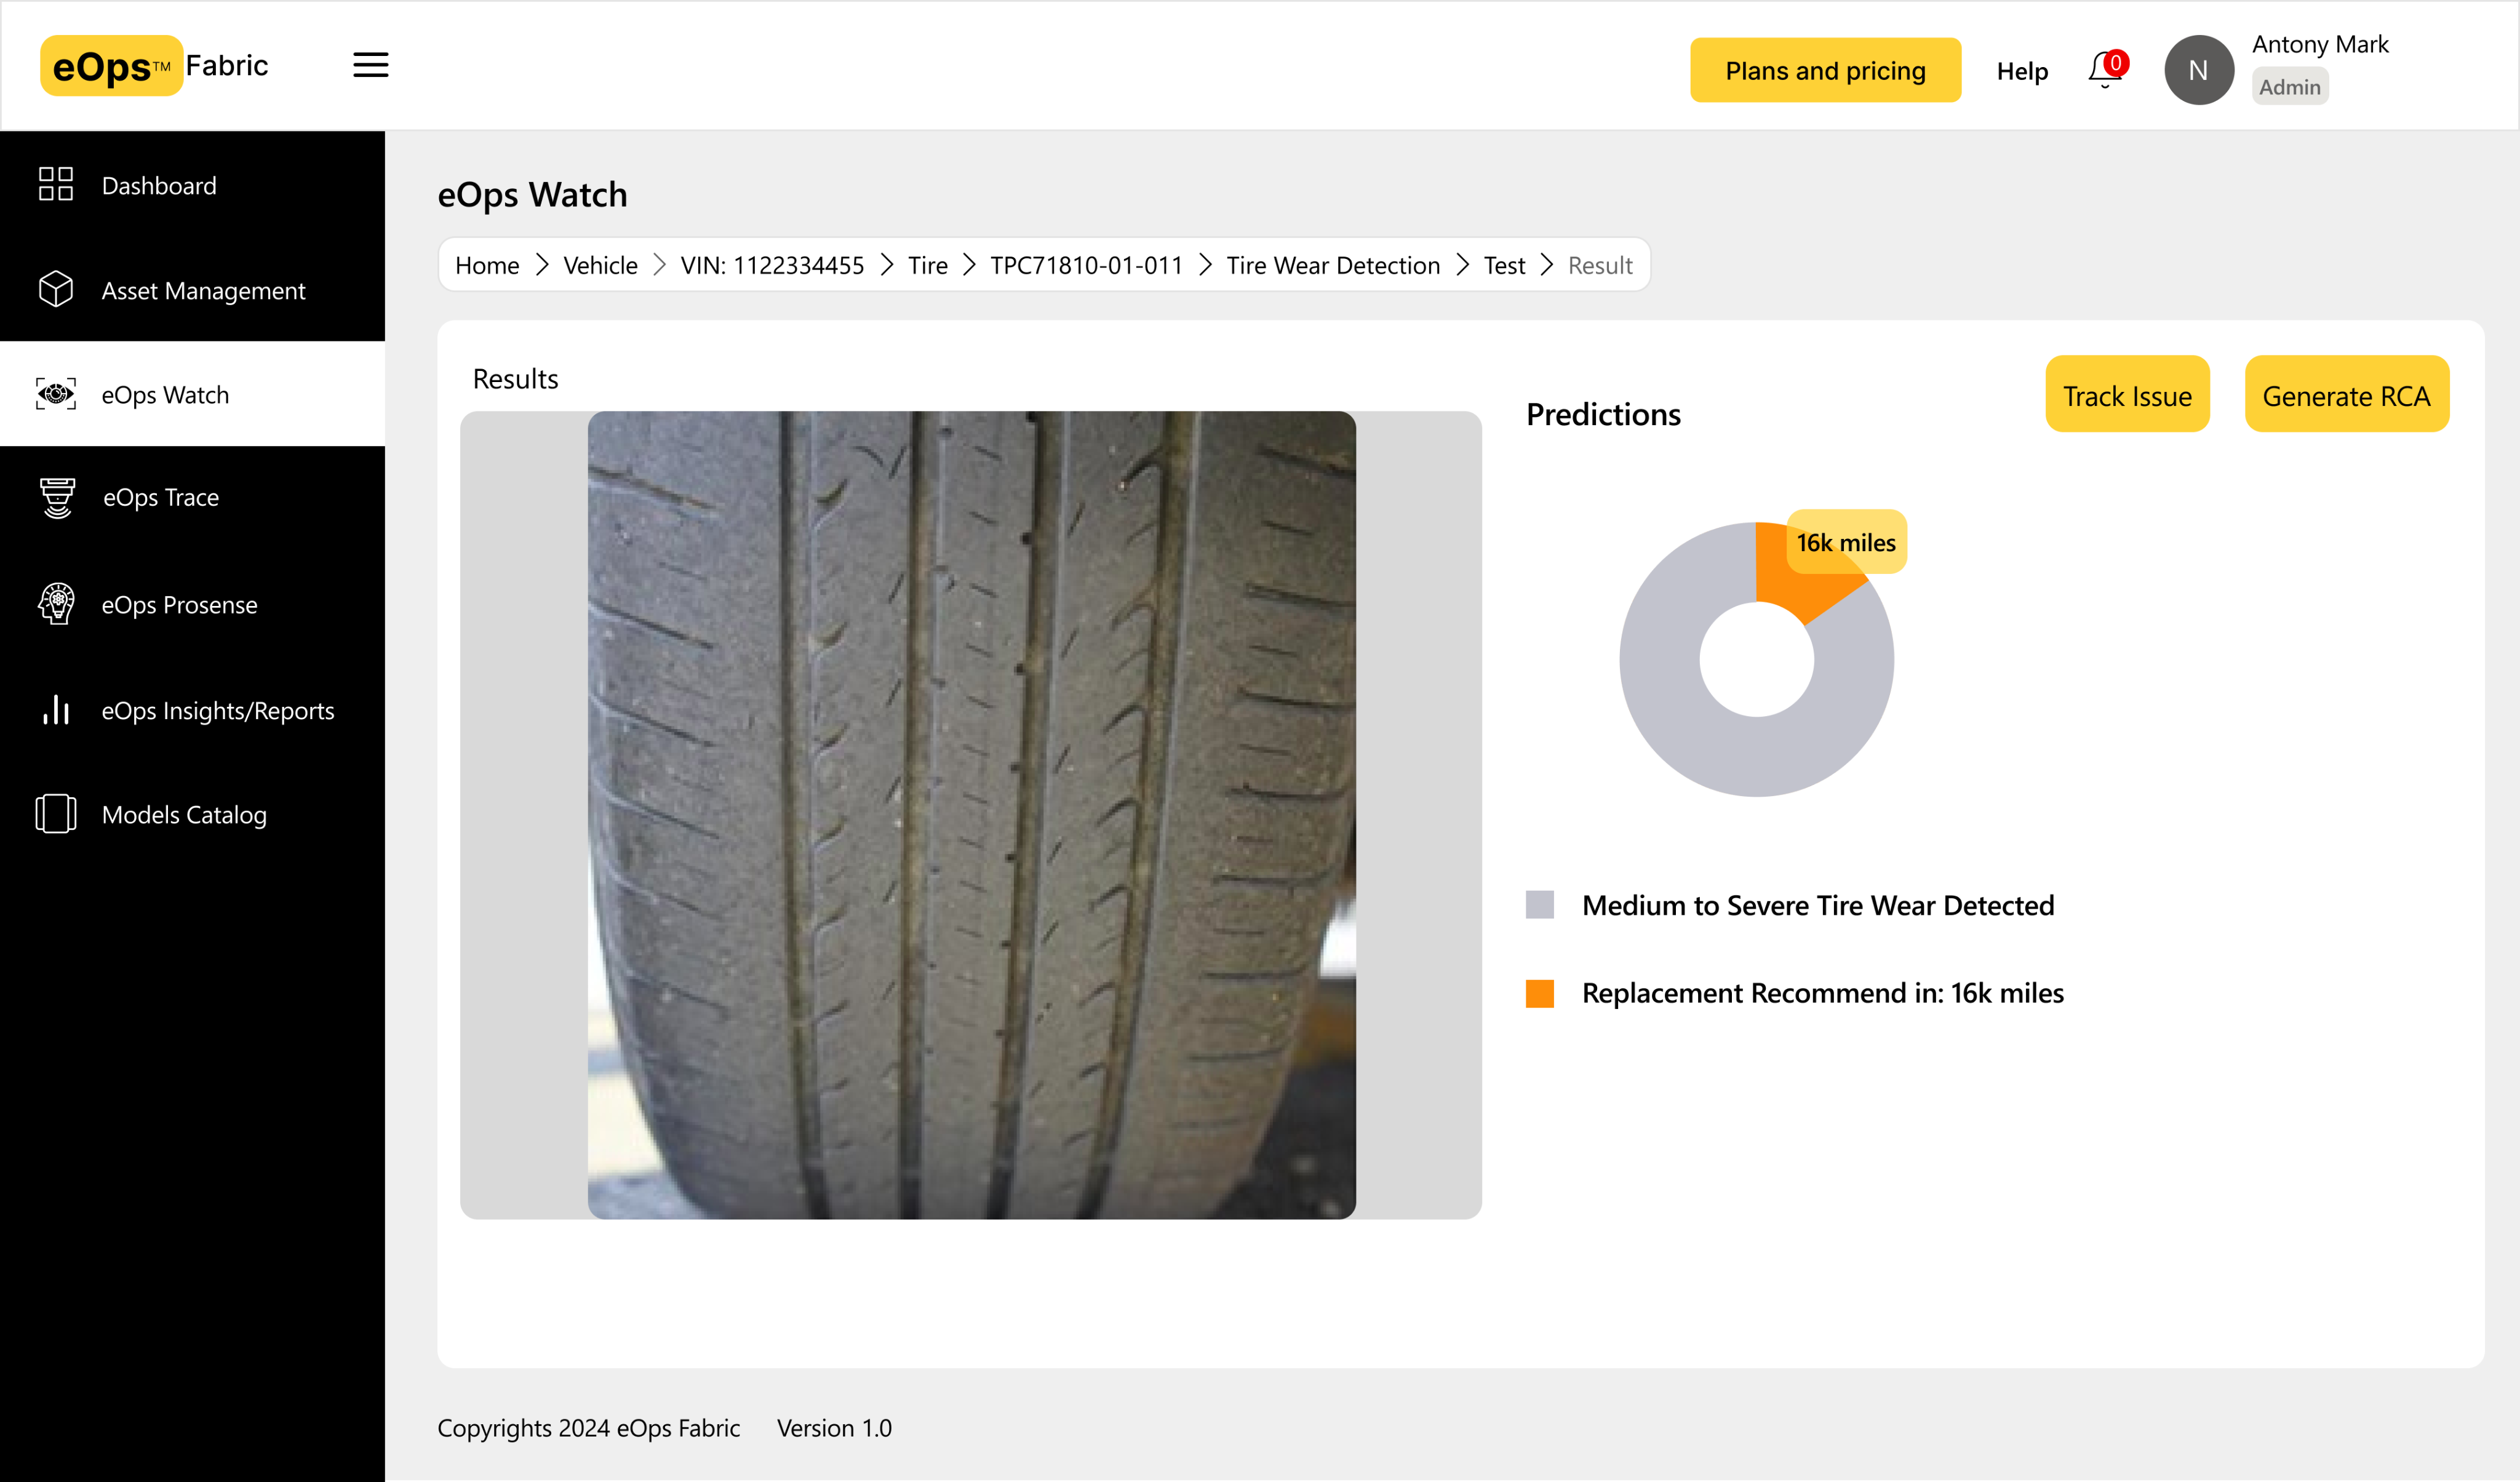 eOps™ Fabric
Plans and pricing
Help
0
N
Antony Mark
Admin
Dashboard
Asset Management
eOps Watch
eOps Trace
eOps Prosense
eOps Insights/Reports
Models Catalog
eOps Watch
Home > Vehicle > VIN: 1122334455 > Tire > TPC71810-01-011 > Tire Wear Detection > Test > Result
Results
Predictions
Track Issue
Generate RCA
16k miles
Medium to Severe Tire Wear Detected
Replacement Recommend in: 16k miles
Copyrights 2024 eOps Fabric
Version 1.0